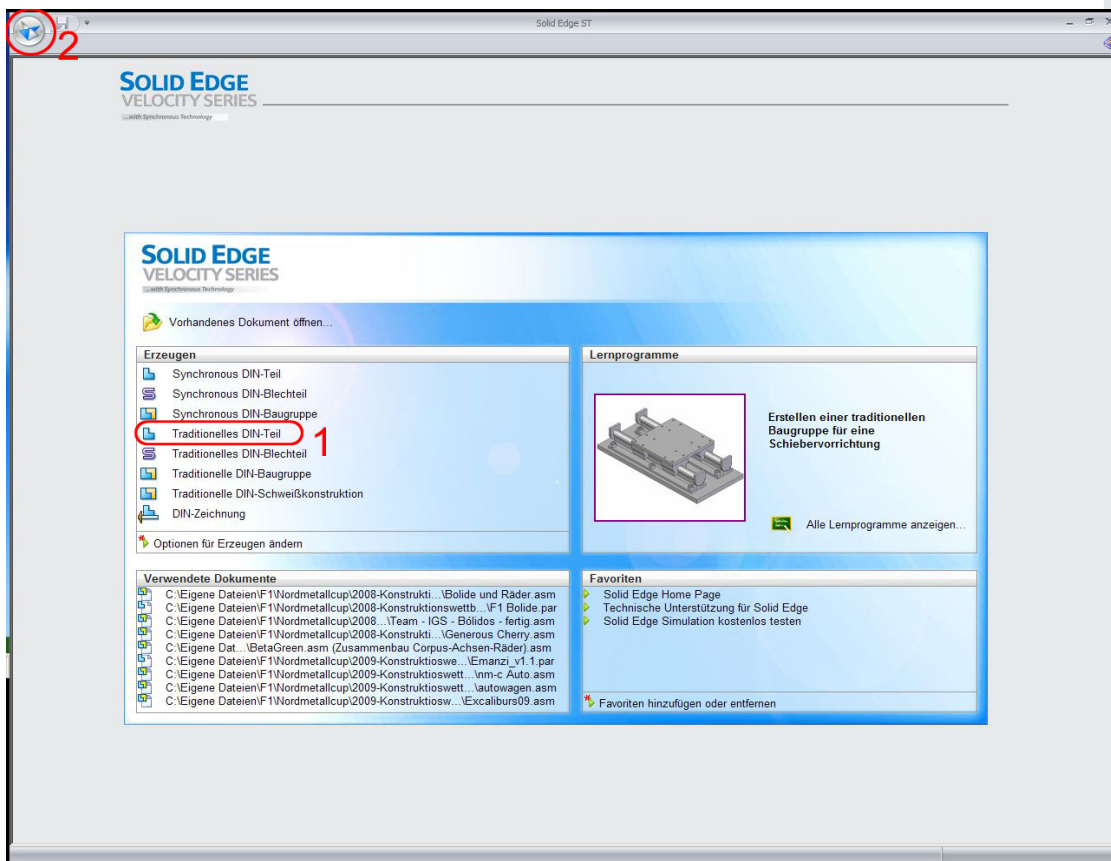 Solid Edge ST
2
SOLID EDGE
VELOCITY SERIES
...with Synchronous Technology
SOLID EDGE
VELOCITY SERIES
...with Synchronous Technology
Vorhandenes Dokument öffnen...
Erzeugen
Synchronous DIN-Teil
Synchronous DIN-Blechteil
Synchronous DIN-Baugruppe
Traditionelles DIN-Teil 1
Traditionelles DIN-Blechteil
Traditionelle DIN-Baugruppe
Traditionelle DIN-Schweißkonstruktion
DIN-Zeichnung
Optionen für Erzeugen ändern
Lernprogramme
Erstellen einer traditionellen
Baugruppe für eine
Schiebervorrichtung
Alle Lernprogramme anzeigen...
Verwendete Dokumente
C:\Eigene Dateien\F1\Nordmetallcup\2008-Konstrukti...\Bolide und Räder.asm
C:\Eigene Dateien\F1\Nordmetallcup\2008-Konstruktionswettb...\F1 Bolide.par
C:\Eigene Dateien\F1\Nordmetallcup\2008...\Team - IGS - Bólidos - fertig.asm
C:\Eigene Dateien\F1\Nordmetallcup\2008-Konstrukti...\Generous Cherry.asm
C:\Eigene Dat...\BetaGreen.asm (Zusammenbau Corpus-Achsen-Räder).asm
C:\Eigene Dateien\F1\Nordmetallcup\2009-Konstruktioswe...\Emanzi_v1.1.par
C:\Eigene Dateien\F1\Nordmetallcup\2009-Konstruktioswett...\nm-c Auto.asm
C:\Eigene Dateien\F1\Nordmetallcup\2009-Konstruktioswett...\autowagen.asm
C:\Eigene Dateien\F1\Nordmetallcup\2009-Konstruktiosw...\Excaliburs09.asm
Favoriten
Solid Edge Home Page
Technische Unterstützung für Solid Edge
Solid Edge Simulation kostenlos testen
Favoriten hinzufügen oder entfernen